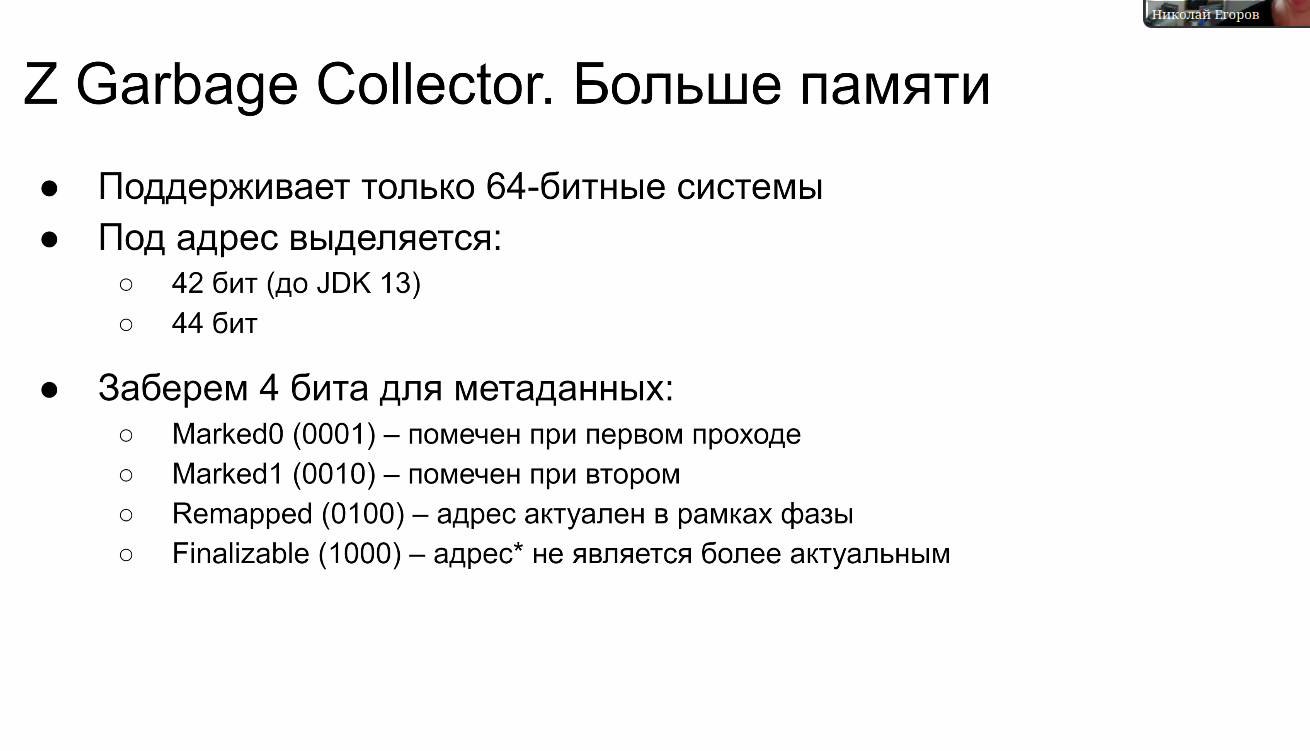 Николай Егоров
Z Garbage Collector. Больше памяти
● Поддерживает только 64-битные системы
● Под адрес выделяется:
○ 42 бит (до JDK 13)
○ 44 бит
● Заберем 4 бита для метаданных:
○ Marked0 (0001) – помечен при первом проходе
○ Marked1 (0010) – помечен при втором
○ Remapped (0100) – адрес актуален в рамках фазы
○ Finalizable (1000) – адрес* не является более актуальным